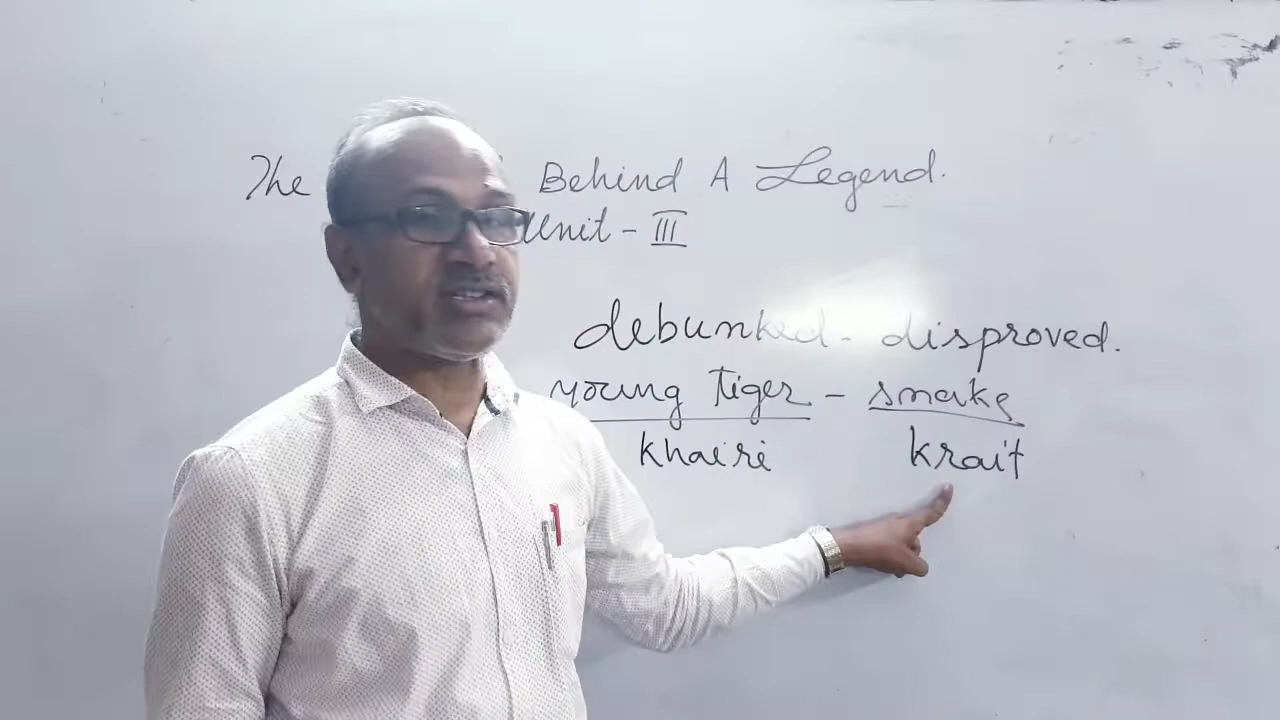 The Behind A Legend.
Unit - III
debunked - disproved.
young Tiger - snake
khairi krait